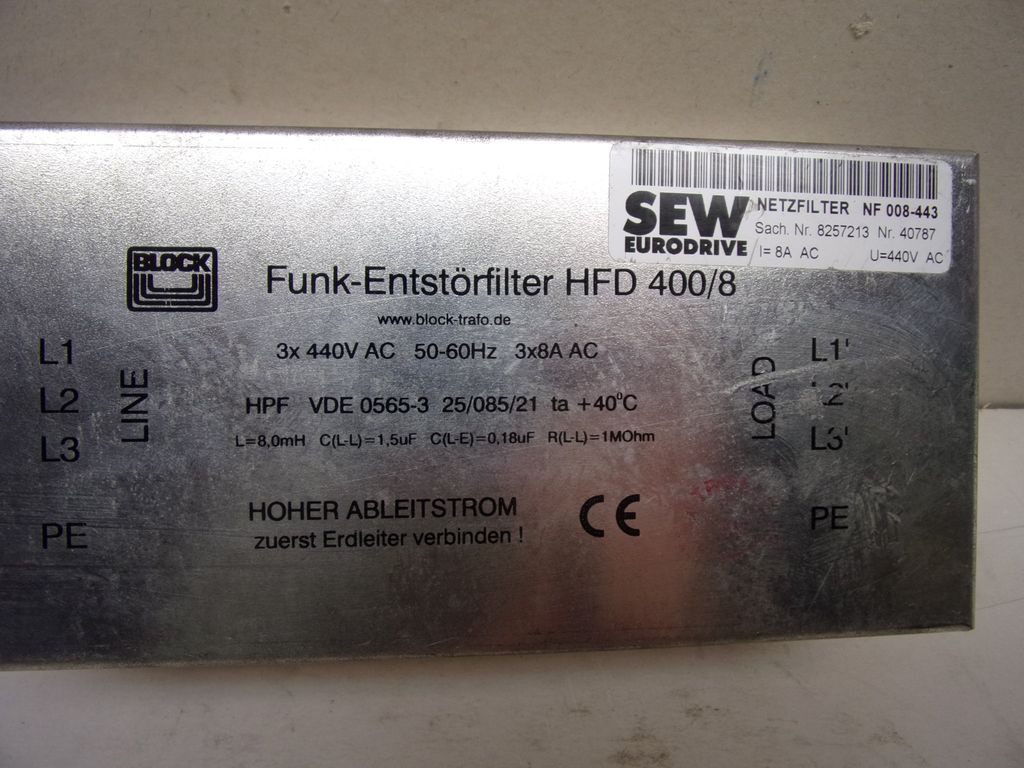 SEW
EURODRIVE
NETZFILTER NF 008-443
Sach. Nr. 8257213 Nr. 40787
I= 8A AC U=440V AC
BLOCK
Funk-Entstörfilter HFD 400/8
www.block-trafo.de
3x 440V AC 50-60Hz 3x8A AC
HPF VDE 0565-3 25/085/21 ta +40°C
L=8,0mH C(L-L)=1,5uF C(L-E)=0,18uF R(L-L)=1MOhm
HOHER ABLEITSTROM
zuerst Erdleiter verbinden !
CE
L1
L2
L3
PE
LINE
LOAD
L1'
L2'
L3'
PE